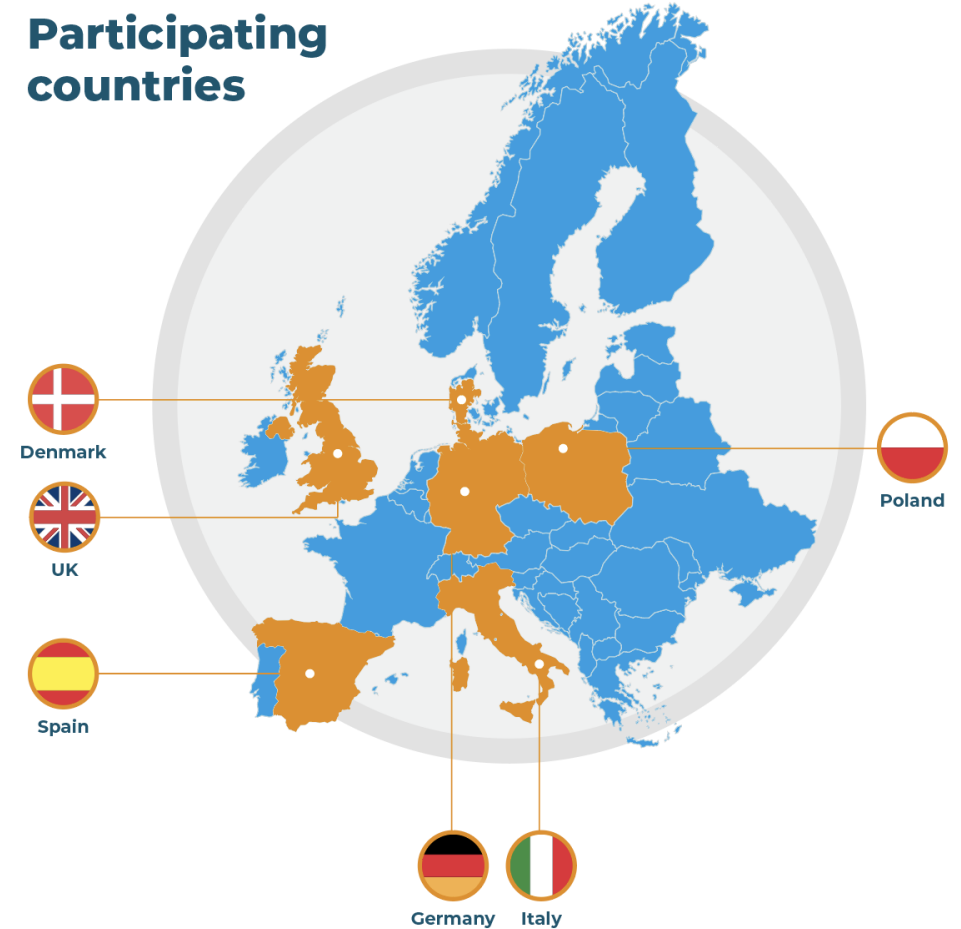 Participating
countries
Denmark
UK
Spain
Poland
Germany
Italy